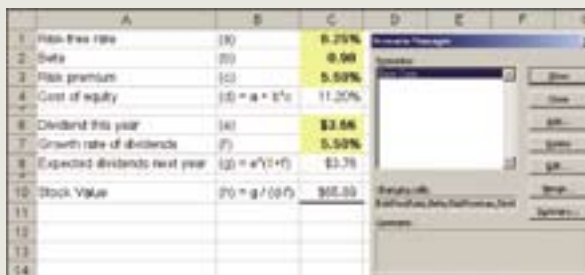 A B C D E F
1 Risk-free rate (a) 6.25% Scenario Manager
2 Beta (b) 0.90 Scenarios:
3 Risk premium (c) 5.50% Show
4 Cost of equity (d) = a + b*c 11.20% Close
Add...
6 Dividend this year (e) $3.56
7 Growth rate of dividends (f) 5.50% Delete
8 Expected dividends next year (g) = e*(1+f) $3.76 Edit...
10 Stock Value (h) = g / (d-f) $65.89 Changing cells: Merge...
11 Summary...
12 Comment:
13
14